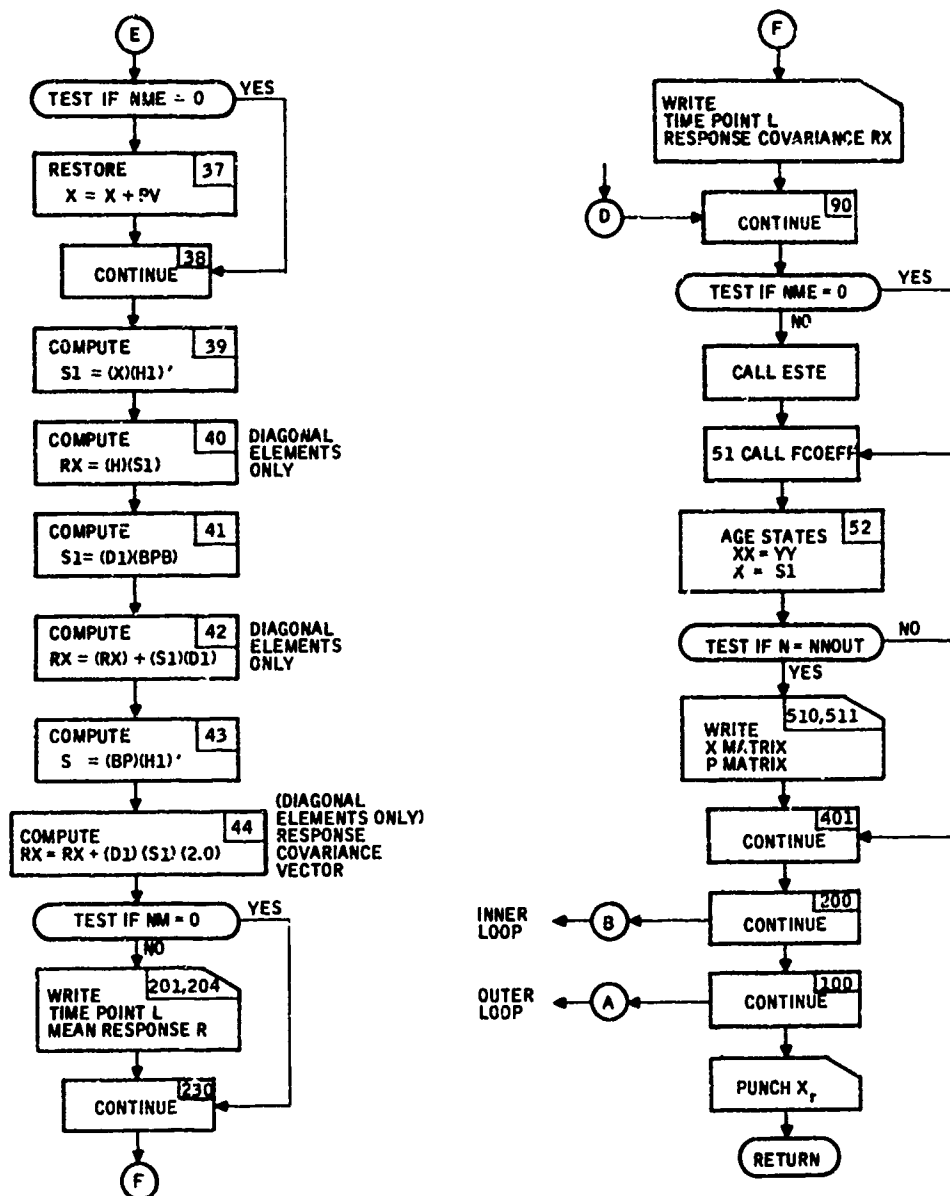 E
TEST IF NME = 0
YES
RESTORE
37
X = X + PV
CONTINUE
38
COMPUTE
39
S1 = (X)(H1)'
COMPUTE
40
RX = (H)(S1)
DIAGONAL
ELEMENTS
ONLY
COMPUTE
41
S1= (D1)(BPB)
COMPUTE
42
RX = (RX) + (S1)(D1)
DIAGONAL
ELEMENTS
ONLY
COMPUTE
43
S = (BP)(H1)'
COMPUTE
44
RX = RX + (D1) (S1) (2.0)
(DIAGONAL
ELEMENTS ONLY)
RESPONSE
COVARIANCE
VECTOR
TEST IF NM = 0
YES
NO
201,204
WRITE
TIME POINT L
MEAN RESPONSE R
230
CONTINUE
F
F
WRITE
TIME POINT L
RESPONSE COVARIANCE RX
D
90
CONTINUE
TEST IF NME = 0
YES
NO
CALL ESTE
51 CALL FCOEFF
AGE STATES
52
XX = YY
X = S1
TEST IF N = NNOUT
NO
YES
510,511
WRITE
X MATRIX
P MATRIX
401
CONTINUE
200
CONTINUE
B
INNER
LOOP
100
CONTINUE
A
OUTER
LOOP
PUNCH Xr
RETURN